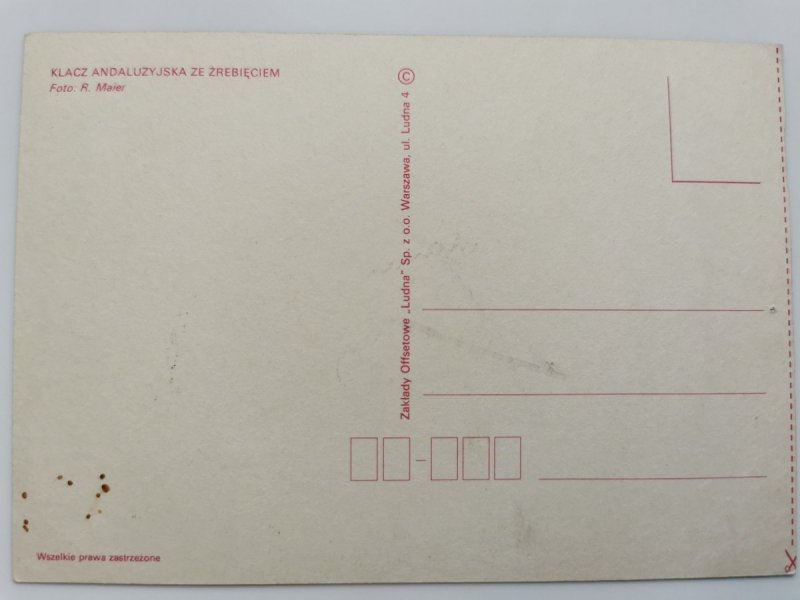 KLACZ ANDALUZYJSKA ZE ŹREBIĘCIEM
Foto: R. Maier
Zakłady Offsetowe „Ludna" Sp. z o.o. Warszawa, ul. Ludna 4 ©
Wszelkie prawa zastrzeżone